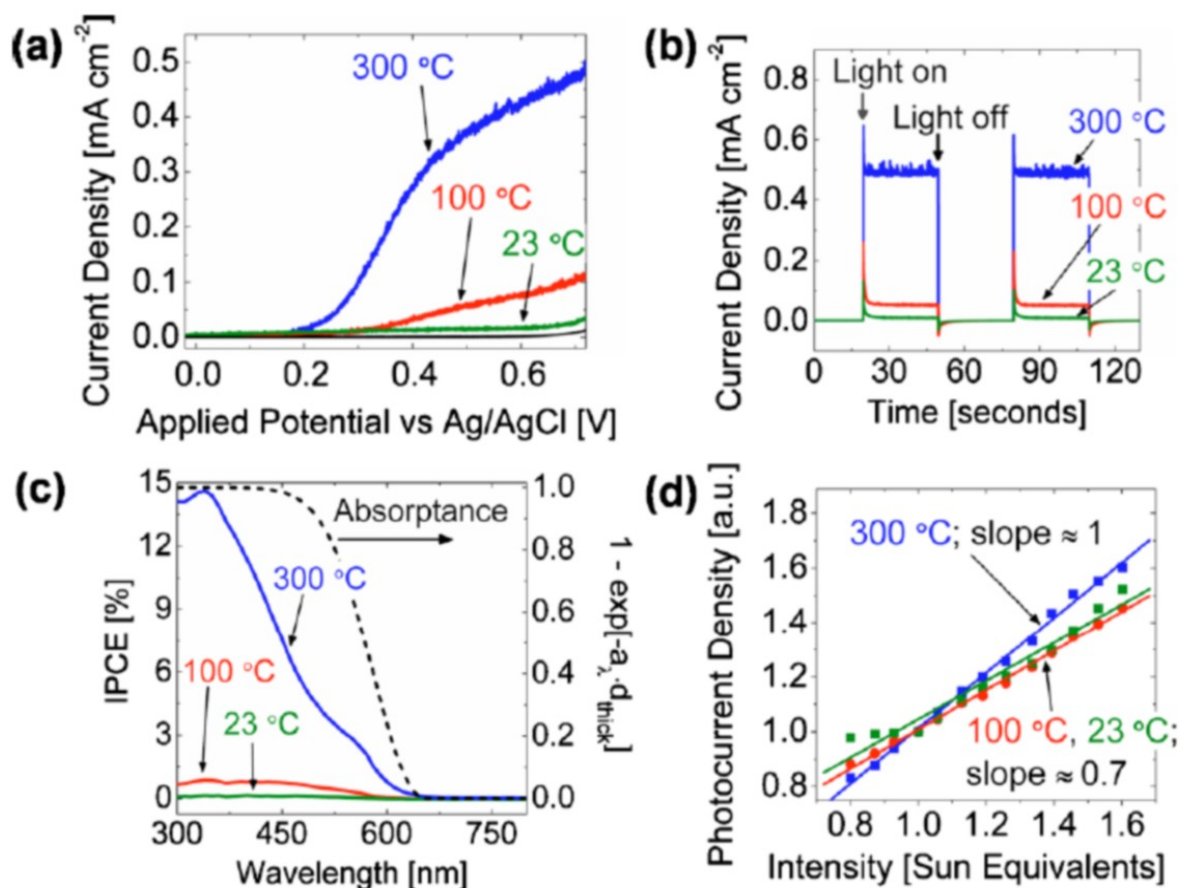 (a)
Current Density [mA cm-2]
0.5
0.4
0.3
0.2
0.1
0.0
300 °C
100 °C
23 °C
0.0 0.2 0.4 0.6
Applied Potential vs Ag/AgCl [V]
(b)
Current Density [mA cm-2]
0.8
0.6
0.4
0.2
0.0
Light on
Light off
300 °C
100 °C
23 °C
0 30 60 90 120
Time [seconds]
(c)
IPCE [%]
15
12
9
6
3
0
Absorptance
300 °C
100 °C
23 °C
1.0
0.8
0.6
0.4
0.2
0.0
1 - exp[-aλ·dthick]
300 450 600 750
Wavelength [nm]
(d)
Photocurrent Density [a.u.]
1.8
1.6
1.4
1.2
1.0
0.8
300 °C; slope ≈ 1
100 °C, 23 °C;
slope ≈ 0.7
0.8 1.0 1.2 1.4 1.6
Intensity [Sun Equivalents]